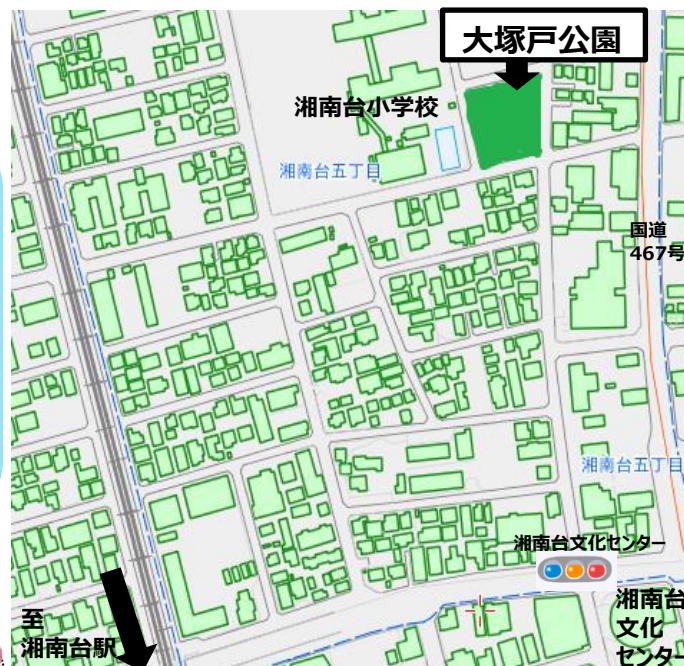 大塚戸公園
湘南台小学校
湘南台五丁目
国道
467号
湘南台五丁目
湘南台文化センター
湘南台
文化
センター
至
湘南台駅